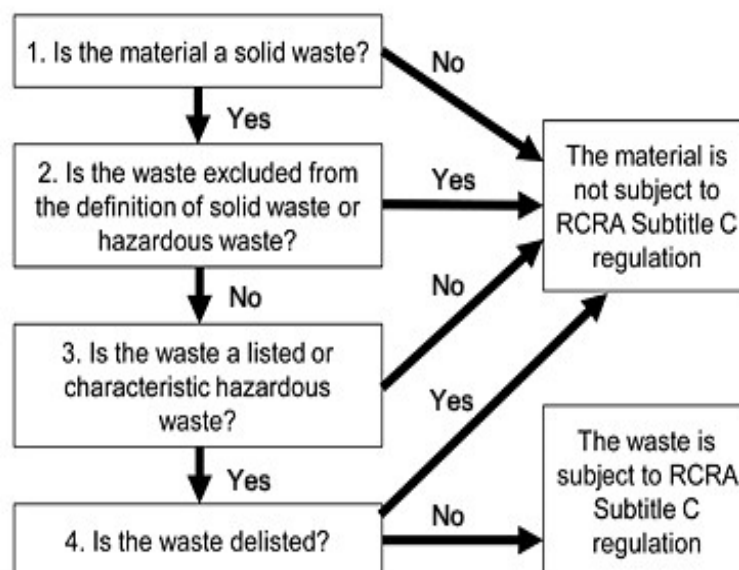 1. Is the material a solid waste?
No
Yes
2. Is the waste excluded from
the definition of solid waste or
hazardous waste?
Yes
The material is
not subject to
RCRA Subtitle C
regulation
No
No
3. Is the waste a listed or
characteristic hazardous
waste?
Yes
Yes
The waste is
subject to RCRA
Subtitle C
regulation
4. Is the waste delisted?
No